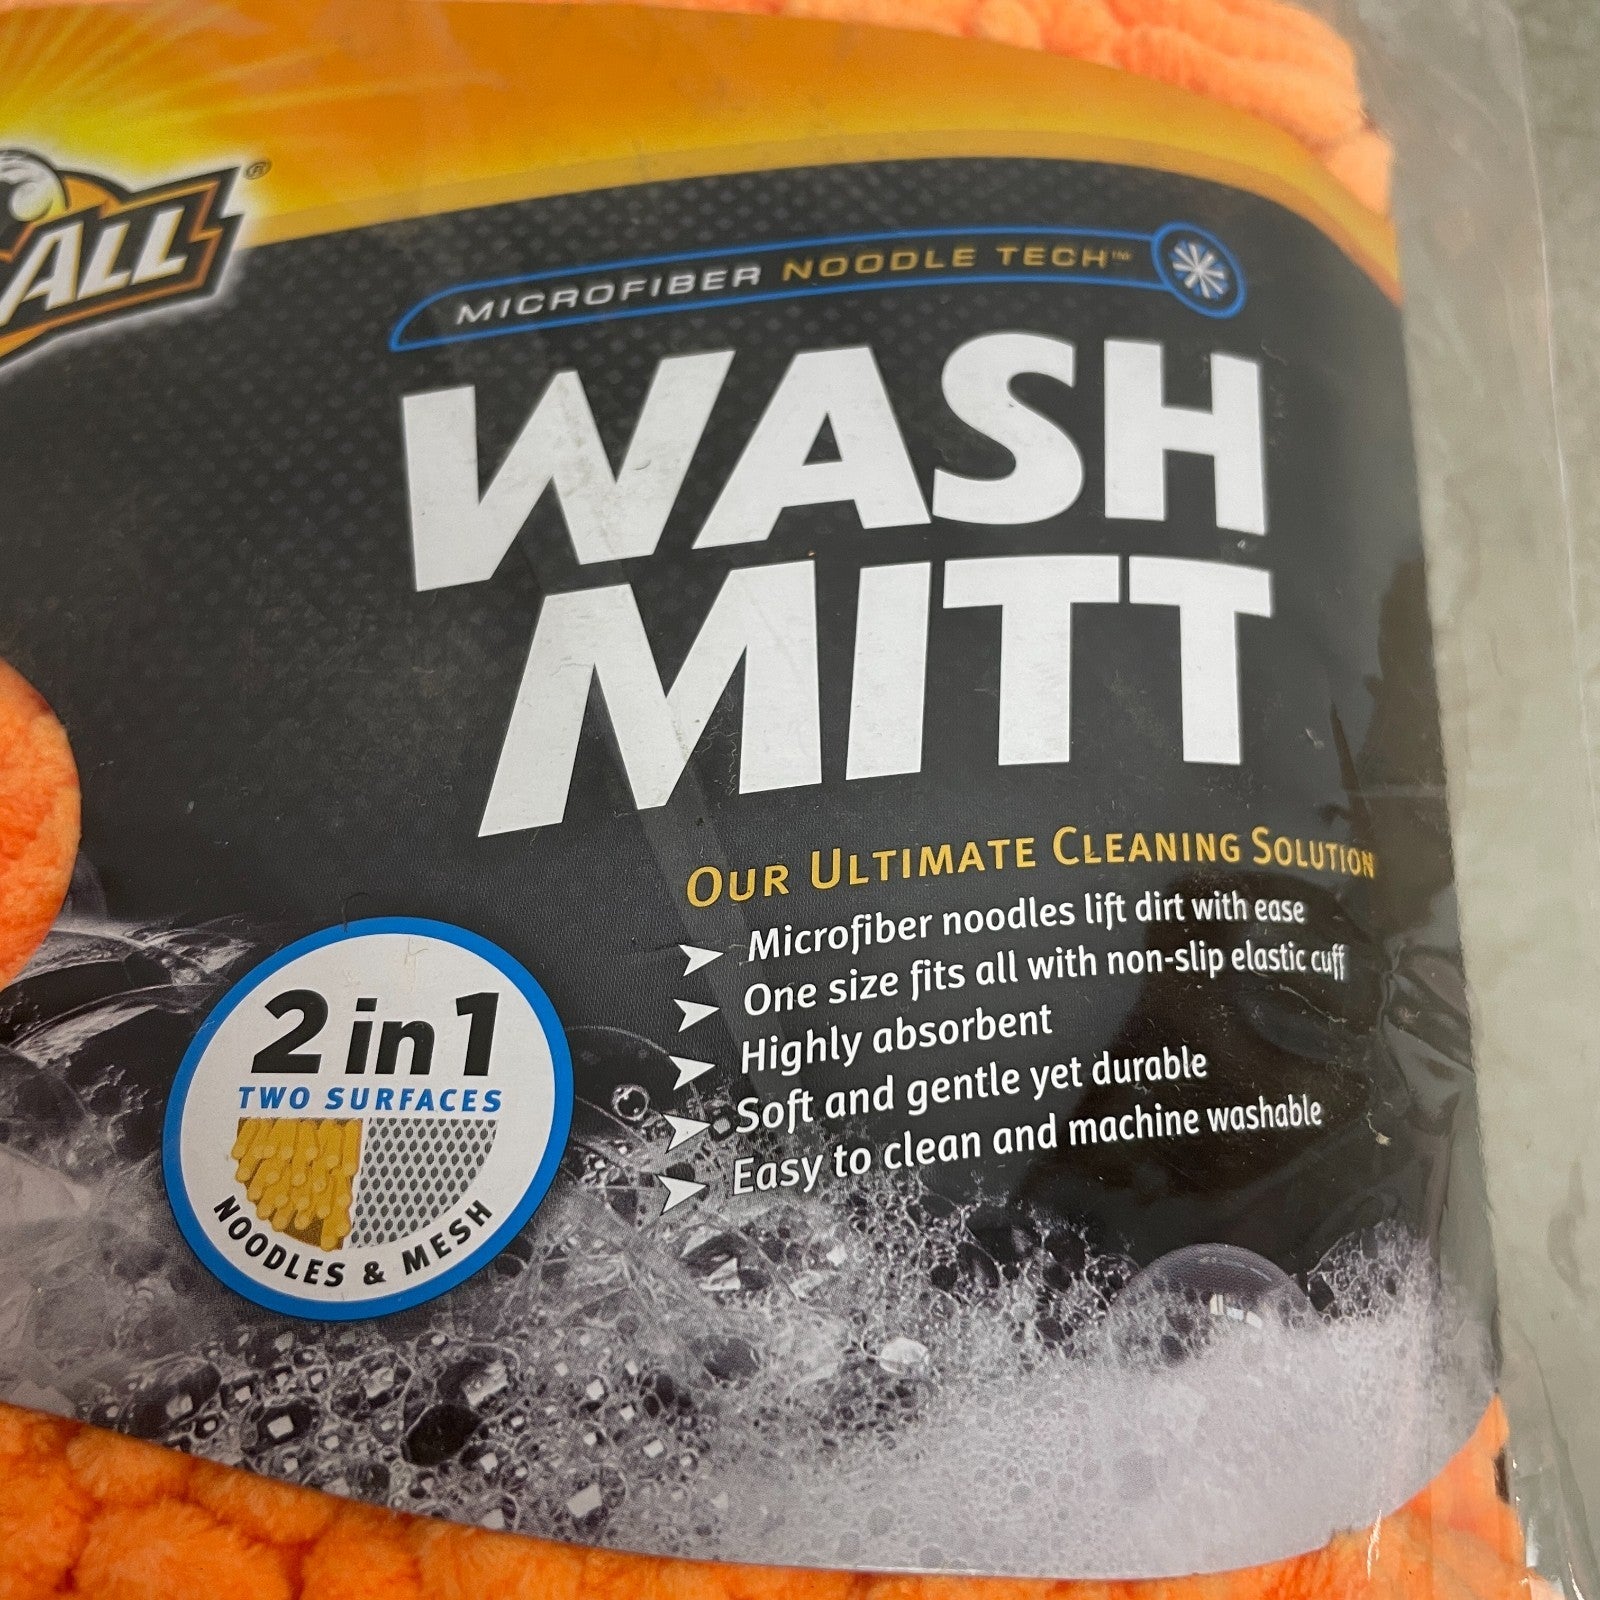 ALL®
MICROFIBER NOODLE TECH™
WASH
MITT
OUR ULTIMATE CLEANING SOLUTION
Microfiber noodles lift dirt with ease
One size fits all with non-slip elastic cuff
Highly absorbent
Soft and gentle yet durable
Easy to clean and machine washable
2 in 1
TWO SURFACES
NOODLES & MESH